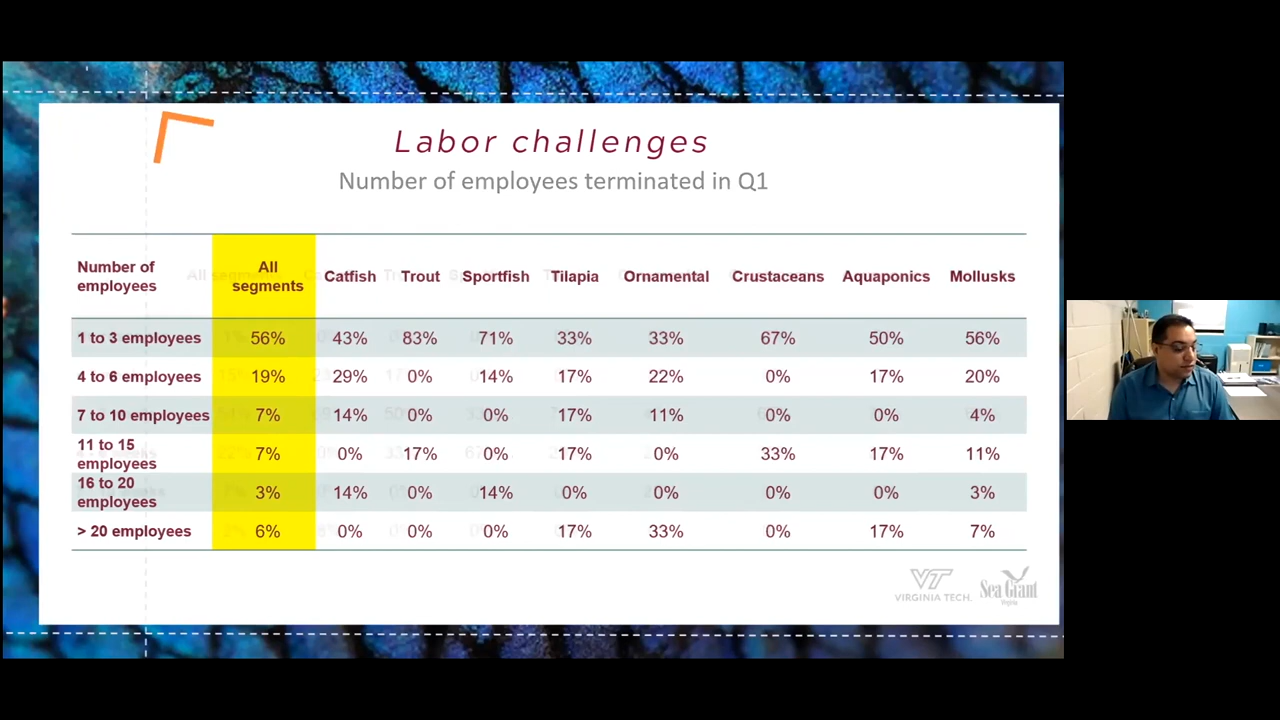 Labor challenges
Number of employees terminated in Q1
Number of employees All segments Catfish Trout Sportfish Tilapia Ornamental Crustaceans Aquaponics Mollusks
1 to 3 employees 56% 43% 83% 71% 33% 33% 67% 50% 56%
4 to 6 employees 19% 29% 0% 14% 17% 22% 0% 17% 20%
7 to 10 employees 7% 14% 0% 0% 17% 11% 0% 0% 4%
11 to 15 employees 7% 0% 17% 0% 17% 0% 33% 17% 11%
16 to 20 employees 3% 14% 0% 14% 0% 0% 0% 0% 3%
> 20 employees 6% 0% 0% 0% 17% 33% 0% 17% 7%
VT
VIRGINIA TECH.
Sea Grant
Virginia